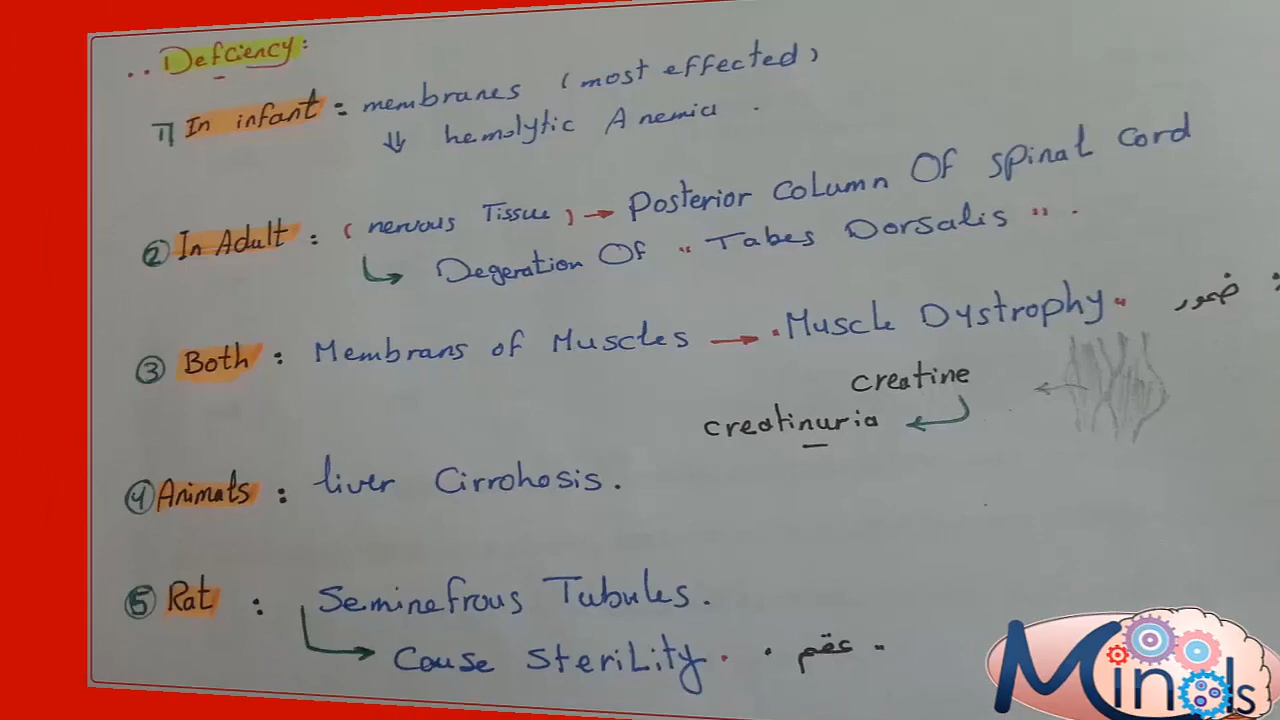 .. Defciency:
1 In infant : membranes (most effected)
⇓ hemolytic Anemia .
② In Adult : ( nervous Tissue ) → Posterior Column Of spinal Cord
↳ Degeration Of " Tabes Dorsalis " .
③ Both : Membrans of Muscles → . Muscle Dystrophy " ضمور :
creatine
creatinuria
④ Animals : liver Cirrohosis .
⑤ Rat : Seminefrous Tubules .
Cause Sterility . . عقم .
Minds